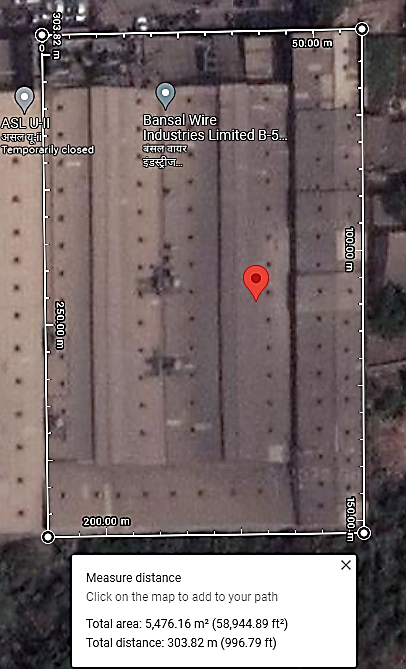 303.82 m
0
50.00 m
ASL U-II
असल यू-ii
Temporarily closed
Bansal Wire
Industries Limited B-5...
बंसल वायर
इंडस्ट्रीज...
100.00 m
250.00 m
200.00 m
150.00 m
Measure distance
Click on the map to add to your path
Total area: 5,476.16 m² (58,944.89 ft²)
Total distance: 303.82 m (996.79 ft)